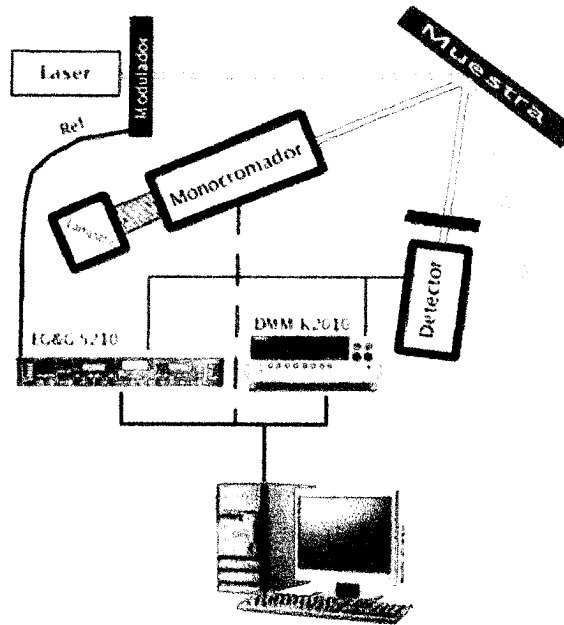 Laser
Modulador
Muestra
Ref
Monocromador
Detector
EG&G 5210
DMM K2010